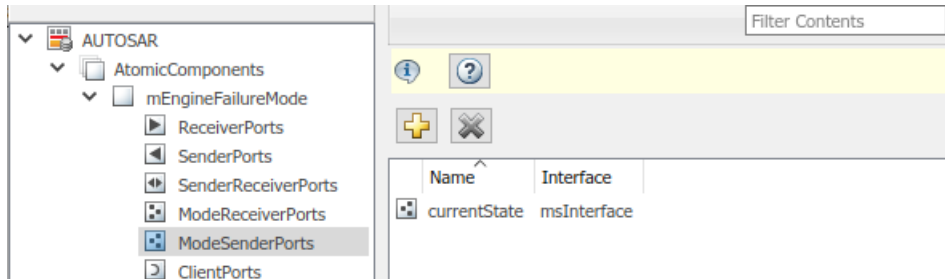 Filter Contents
AUTOSAR
AtomicComponents
mEngineFailureMode
ReceiverPorts
SenderPorts
SenderReceiverPorts
ModeReceiverPorts
ModeSenderPorts
ClientPorts
Name Interface
currentState msInterface